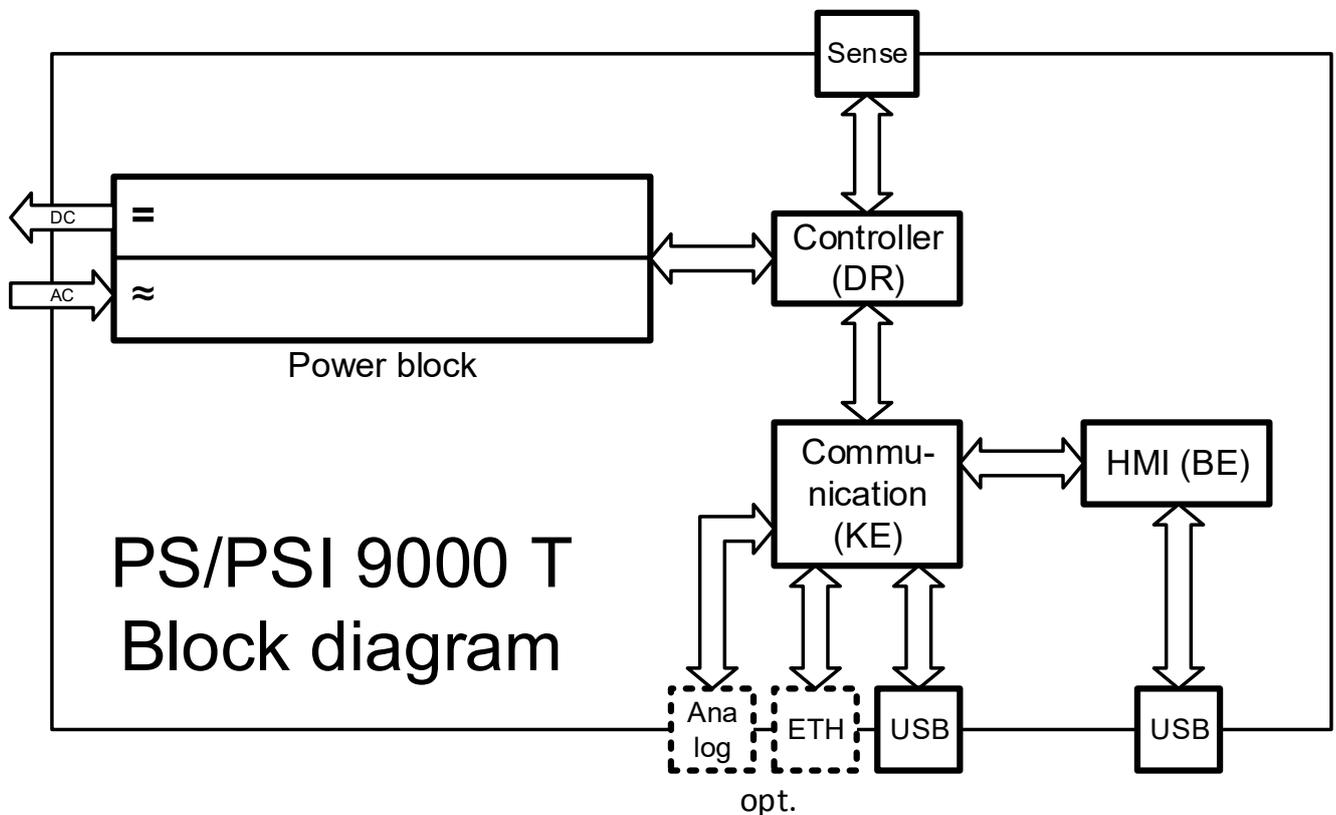 Sense
DC
=
Controller
(DR)
AC
≈
Power block
Commu-
nication
(KE)
HMI (BE)
PS/PSI 9000 T
Block diagram
Ana
log
ETH
USB
USB
opt.